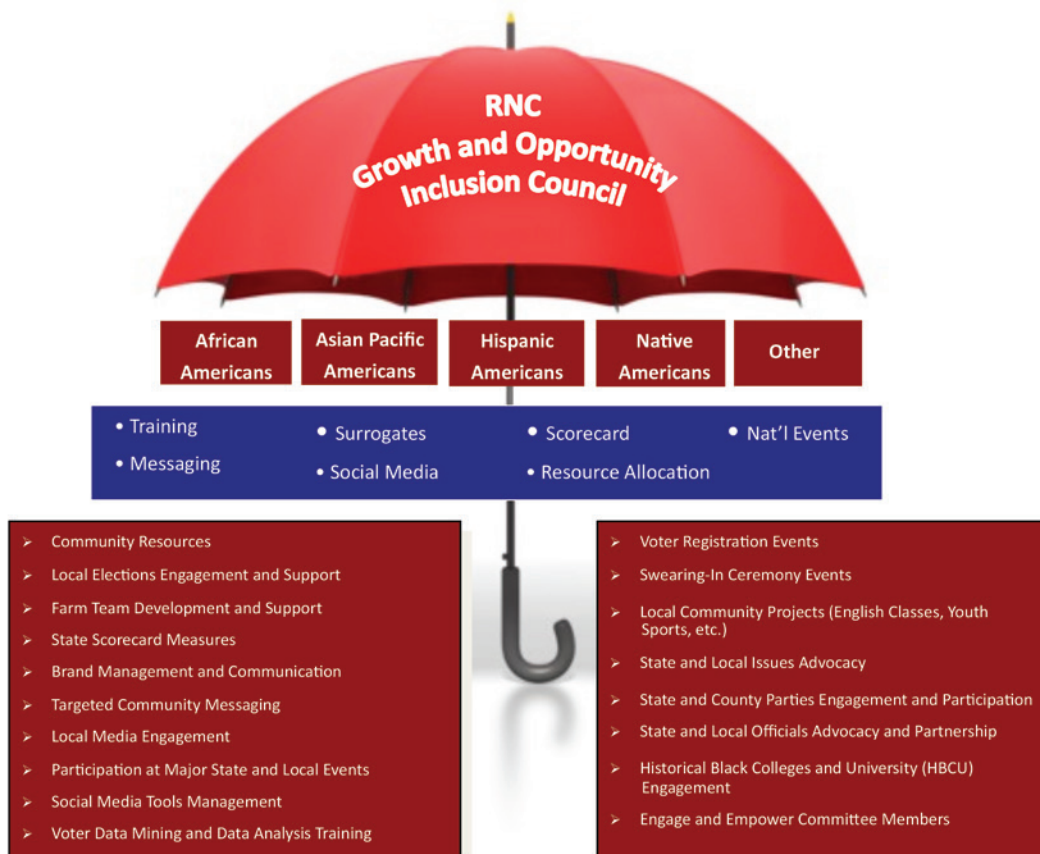 RNC
Growth and Opportunity
Inclusion Council
African
Americans
Asian Pacific
Americans
Hispanic
Americans
Native
Americans
Other
• Training
• Messaging
• Surrogates
• Social Media
• Scorecard
• Resource Allocation
• Nat'l Events
➢ Community Resources
➢ Local Elections Engagement and Support
➢ Farm Team Development and Support
➢ State Scorecard Measures
➢ Brand Management and Communication
➢ Targeted Community Messaging
➢ Local Media Engagement
➢ Participation at Major State and Local Events
➢ Social Media Tools Management
➢ Voter Data Mining and Data Analysis Training
➢ Voter Registration Events
➢ Swearing-In Ceremony Events
➢ Local Community Projects (English Classes, Youth
Sports, etc.)
➢ State and Local Issues Advocacy
➢ State and County Parties Engagement and Participation
➢ State and Local Officials Advocacy and Partnership
➢ Historical Black Colleges and University (HBCU)
Engagement
➢ Engage and Empower Committee Members